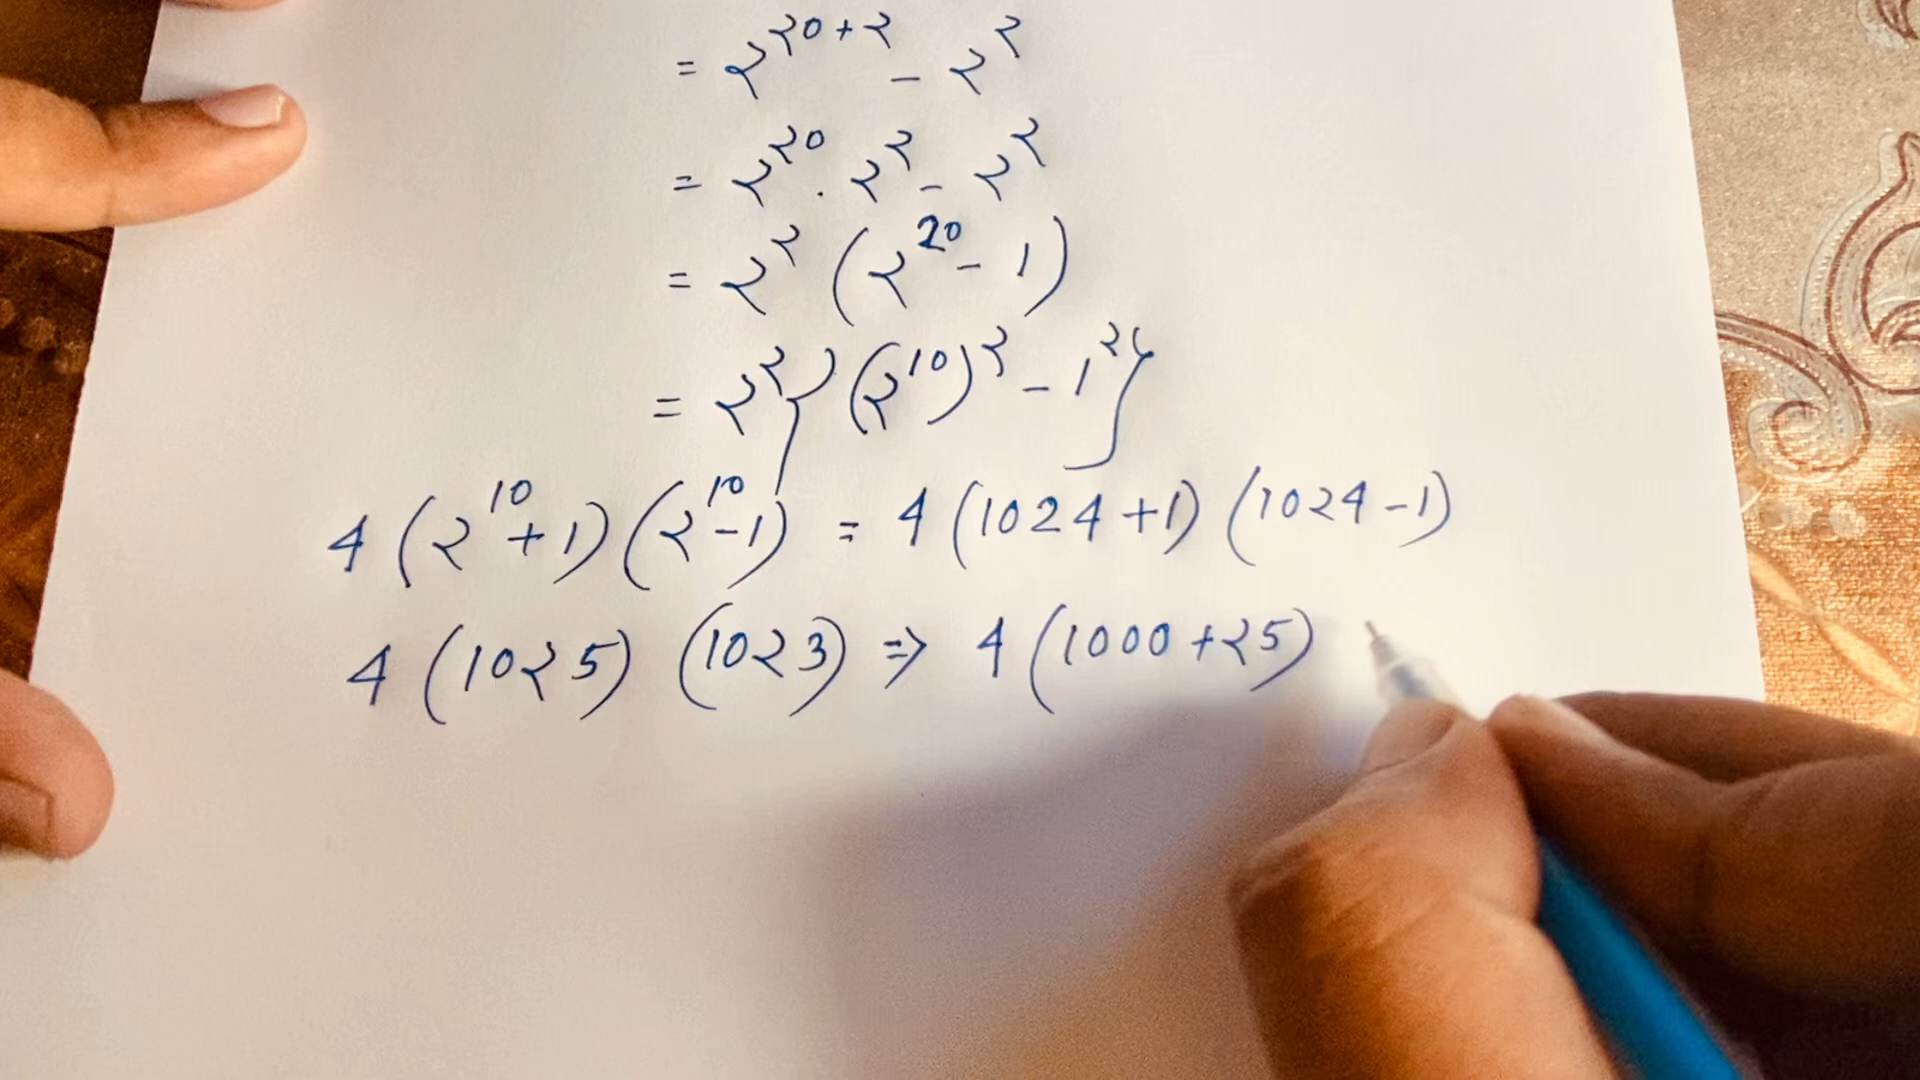 = 2^{20+2} - 2^2
= 2^{20} . 2^2 - 2^2
= 2^2 (2^{20} - 1)
= 2^2 {(2^{10})^2 - 1^2}
4 (2^{10} + 1) (2^{10} - 1) = 4 (1024 + 1) (1024 - 1)
4 (1025) (1023) ⇒ 4 (1000 + 25)